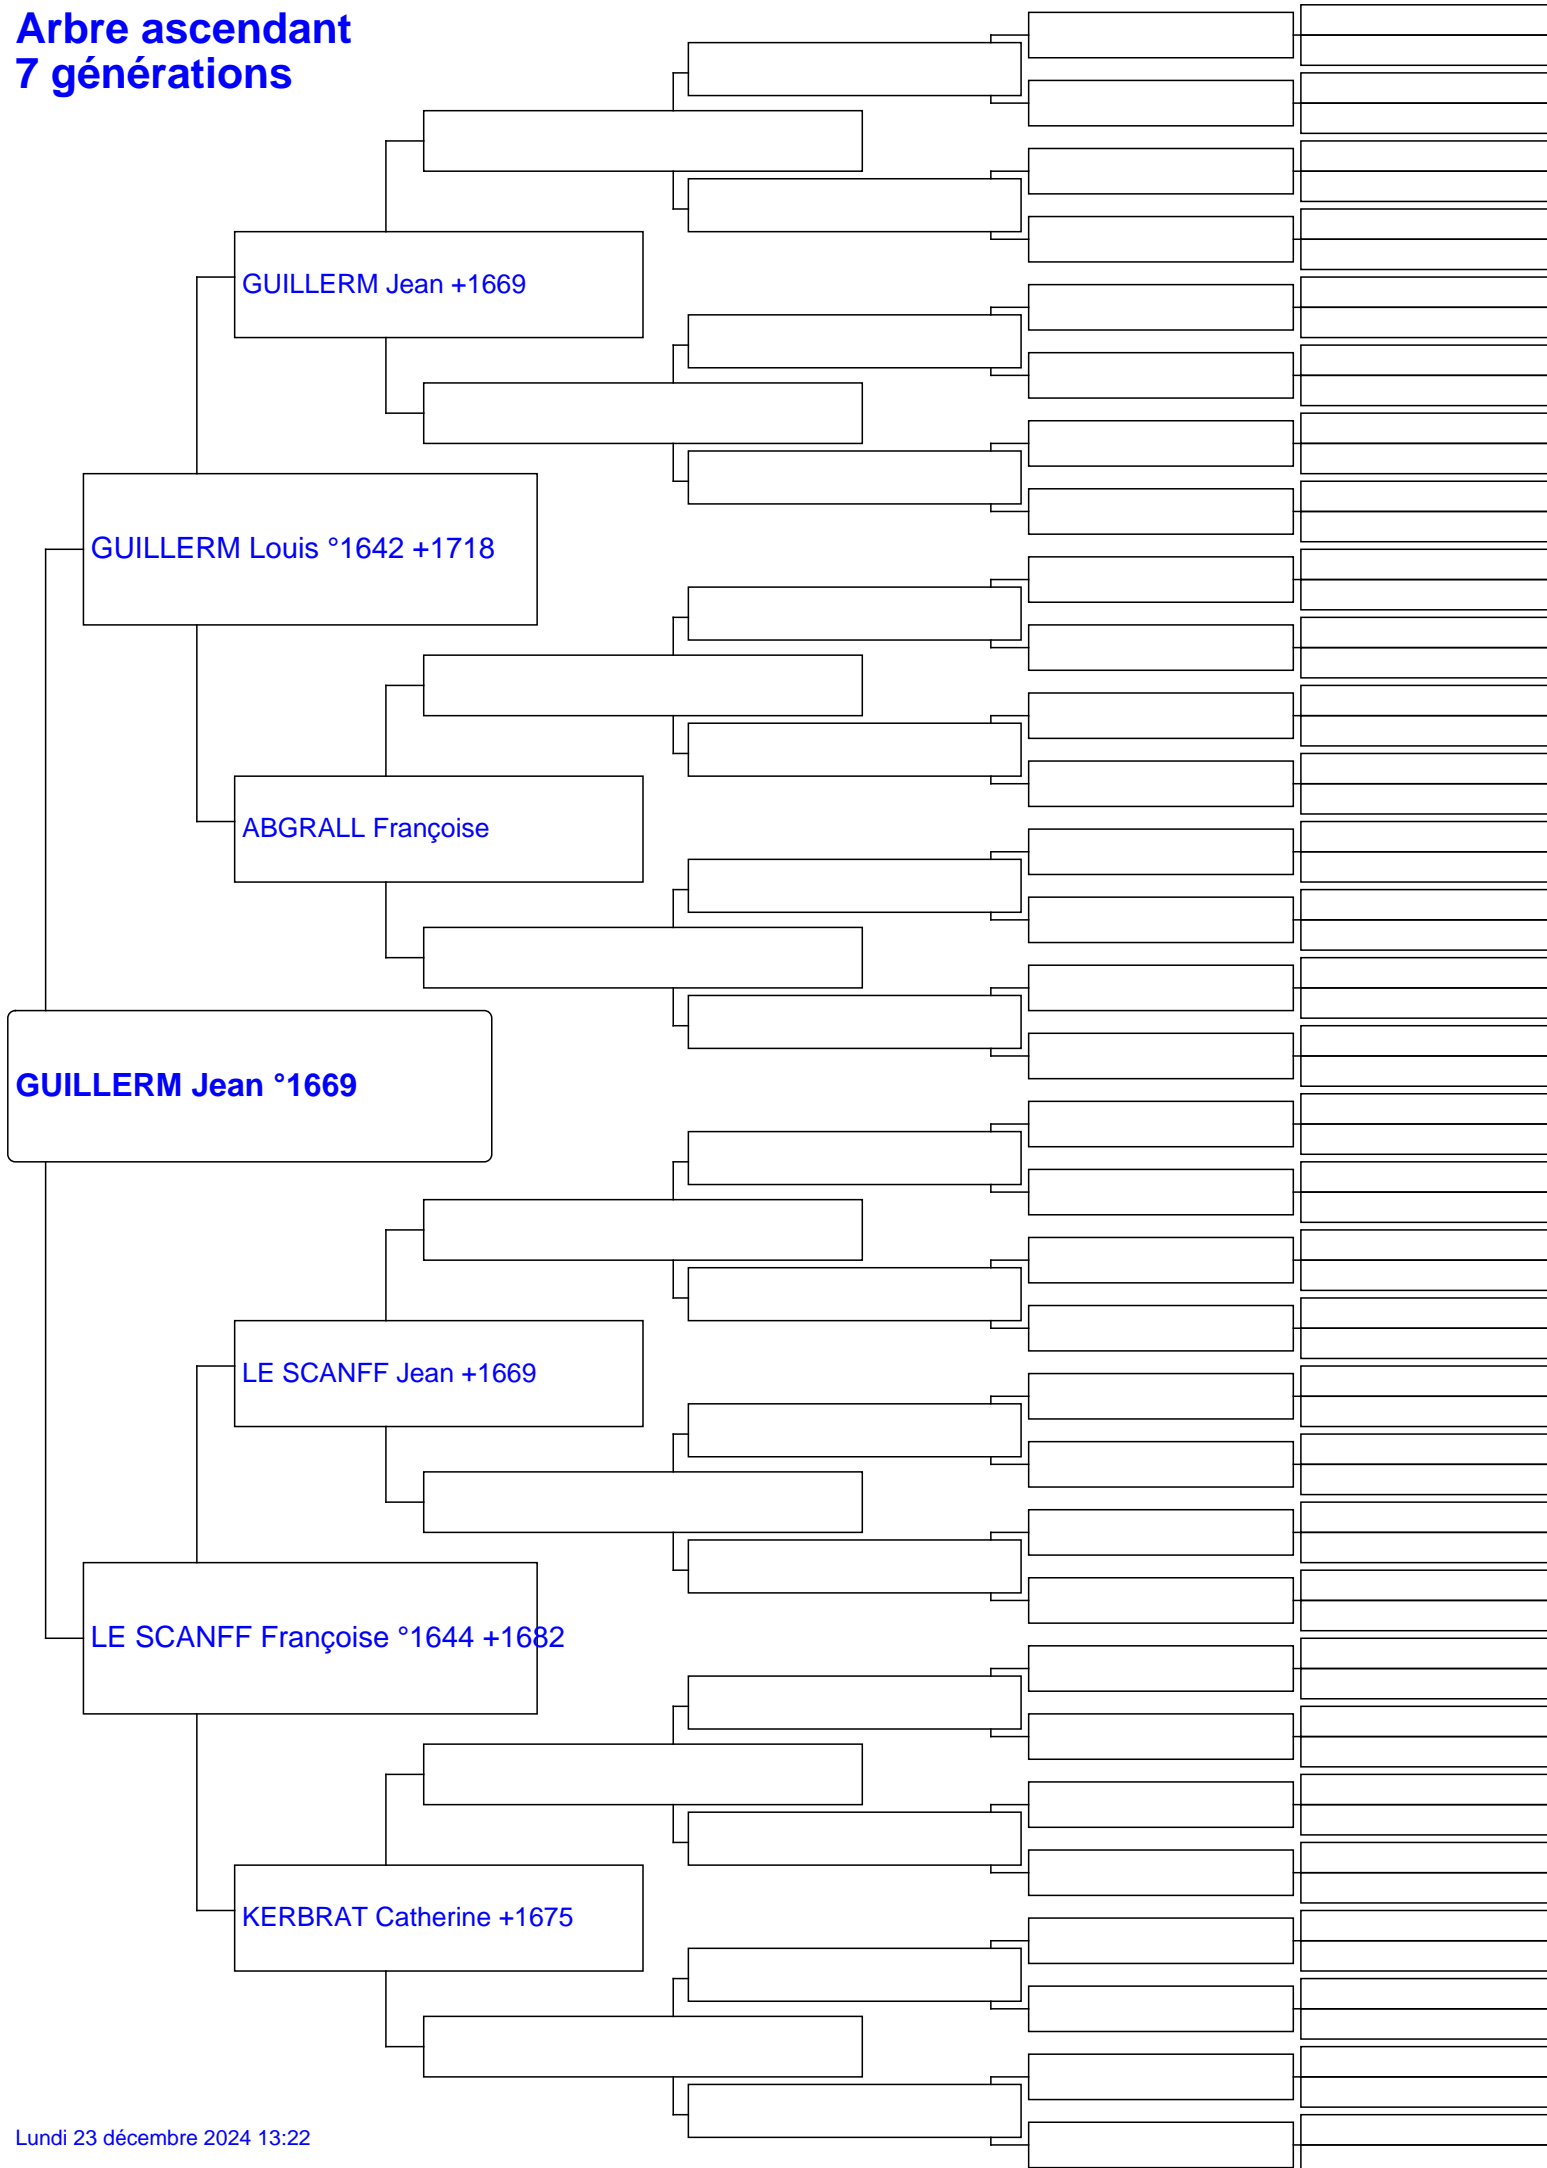 Arbre ascendant
7 générations
GUILLERM Jean +1669
GUILLERM Louis °1642 +1718
ABGRALL Françoise
GUILLERM Jean °1669
LE SCANFF Jean +1669
LE SCANFF Françoise °1644 +1682
KERBRAT Catherine +1675
Lundi 23 décembre 2024 13:22